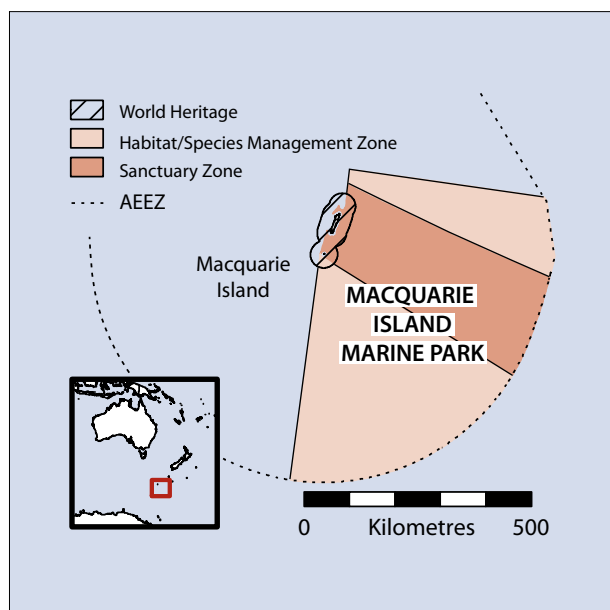 World Heritage
Habitat/Species Management Zone
Sanctuary Zone
AEEZ
Macquarie
Island
MACQUARIE
ISLAND
MARINE PARK
0 Kilometres 500